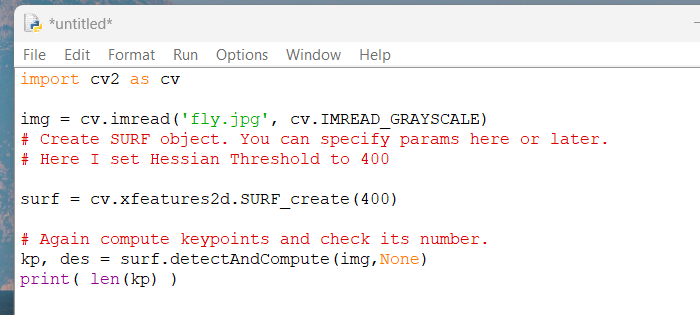 *untitled*
File Edit Format Run Options Window Help
import cv2 as cv
img = cv.imread('fly.jpg', cv.IMREAD_GRAYSCALE)
# Create SURF object. You can specify params here or later.
# Here I set Hessian Threshold to 400
surf = cv.xfeatures2d.SURF_create(400)
# Again compute keypoints and check its number.
kp, des = surf.detectAndCompute(img,None)
print( len(kp) )